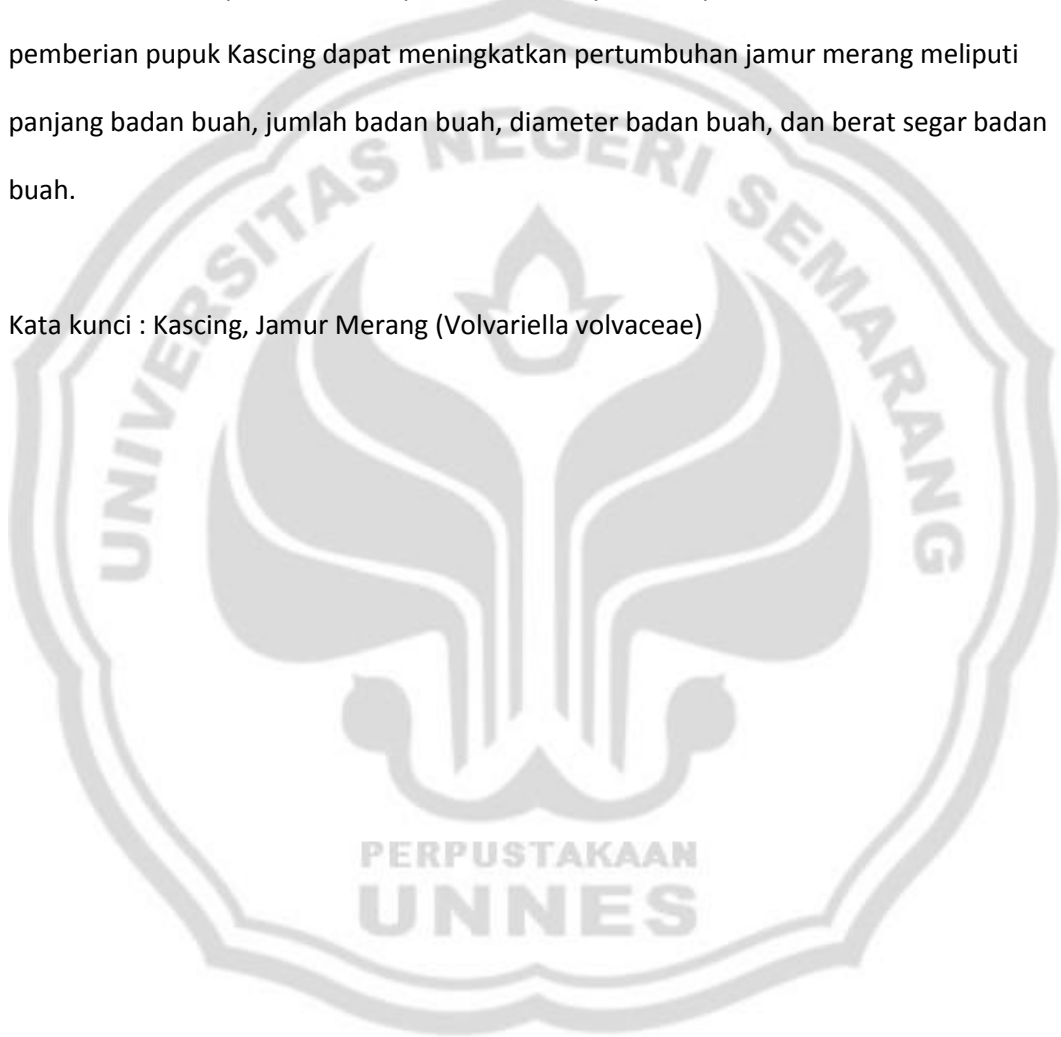 pemberian pupuk Kascing dapat meningkatkan pertumbuhan jamur merang meliputi
panjang badan buah, jumlah badan buah, diameter badan buah, dan berat segar badan
buah.
Kata kunci : Kascing, Jamur Merang (Volvariella volvaceae)
UNIVERSITAS NEGERI SEMARANG
PERPUSTAKAAN
UNNES